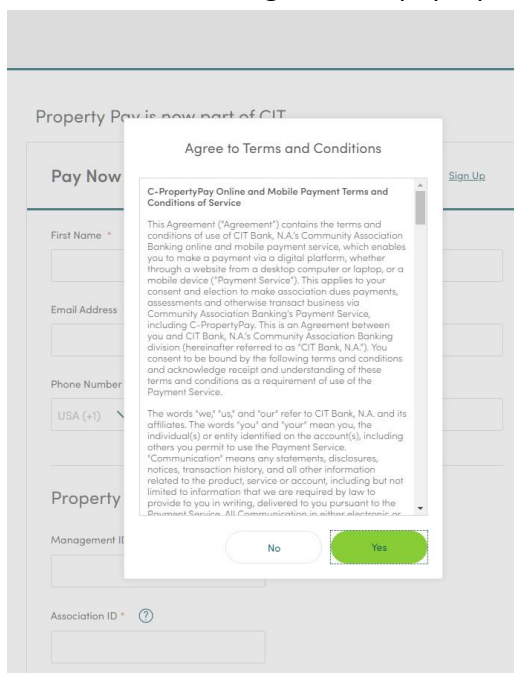 Property Pay is now part of CIT
Agree to Terms and Conditions
Pay Now
Sign Up
C-PropertyPay Online and Mobile Payment Terms and
Conditions of Service
This Agreement ("Agreement") contains the terms and
conditions of use of CIT Bank, N.A.'s Community Association
Banking online and mobile payment service, which enables
you to make a payment via a digital platform, whether
through a website from a desktop computer or laptop, or a
mobile device ("Payment Service"). This applies to your
consent and election to make association dues payments,
assessments and otherwise transact business via
Community Association Banking's Payment Service,
including C-PropertyPay. This is an Agreement between
you and CIT Bank, N.A.'s Community Association Banking
division (hereinafter referred to as "CIT Bank, N.A."). You
consent to be bound by the following terms and conditions
and acknowledge receipt and understanding of these
terms and conditions as a requirement of use of the
Payment Service.
The words "we," "us," and "our" refer to CIT Bank, N.A. and its
affiliates. The words "you" and "your" mean you, the
individual(s) or entity identified on the account(s), including
others you permit to use the Payment Service.
"Communication" means any statements, disclosures,
notices, transaction history, and all other information
related to the product, service or account, including but not
limited to information that we are required by law to
provide to you in writing, delivered to you pursuant to the
Payment Service. All Communication in either electronic or
No
Yes
First Name *
Email Address
Phone Number
USA (+1)
Property
Management ID
Association ID * ?